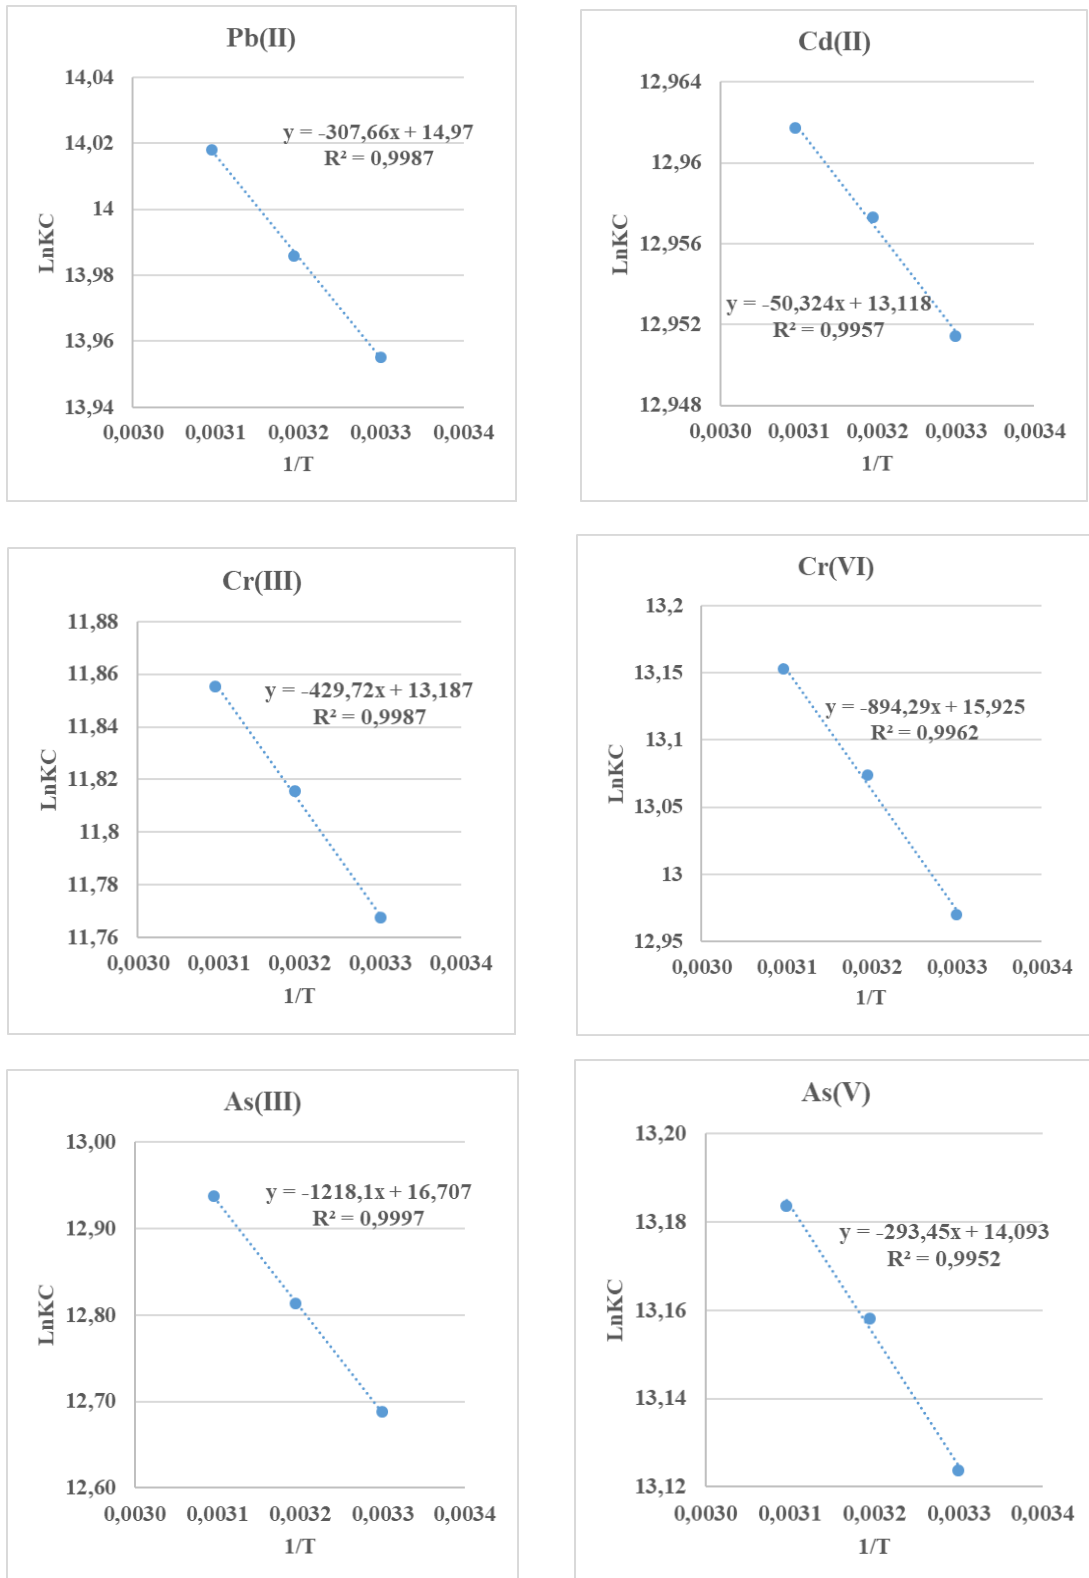 Pb(II)
14,04
14,02
14
13,98
13,96
13,94
LnKC
y = -307,66x + 14,97
R² = 0,9987
0,0030 0,0031 0,0032 0,0033 0,0034
1/T
Cd(II)
12,964
12,96
12,956
12,952
12,948
LnKC
y = -50,324x + 13,118
R² = 0,9957
0,0030 0,0031 0,0032 0,0033 0,0034
1/T
Cr(III)
11,88
11,86
11,84
11,82
11,8
11,78
11,76
LnKC
y = -429,72x + 13,187
R² = 0,9987
0,0030 0,0031 0,0032 0,0033 0,0034
1/T
Cr(VI)
13,2
13,15
13,1
13,05
13
12,95
LnKC
y = -894,29x + 15,925
R² = 0,9962
0,0030 0,0031 0,0032 0,0033 0,0034
1/T
As(III)
13,00
12,90
12,80
12,70
12,60
LnKC
y = -1218,1x + 16,707
R² = 0,9997
0,0030 0,0031 0,0032 0,0033 0,0034
1/T
As(V)
13,20
13,18
13,16
13,14
13,12
LnKC
y = -293,45x + 14,093
R² = 0,9952
0,0030 0,0031 0,0032 0,0033 0,0034
1/T